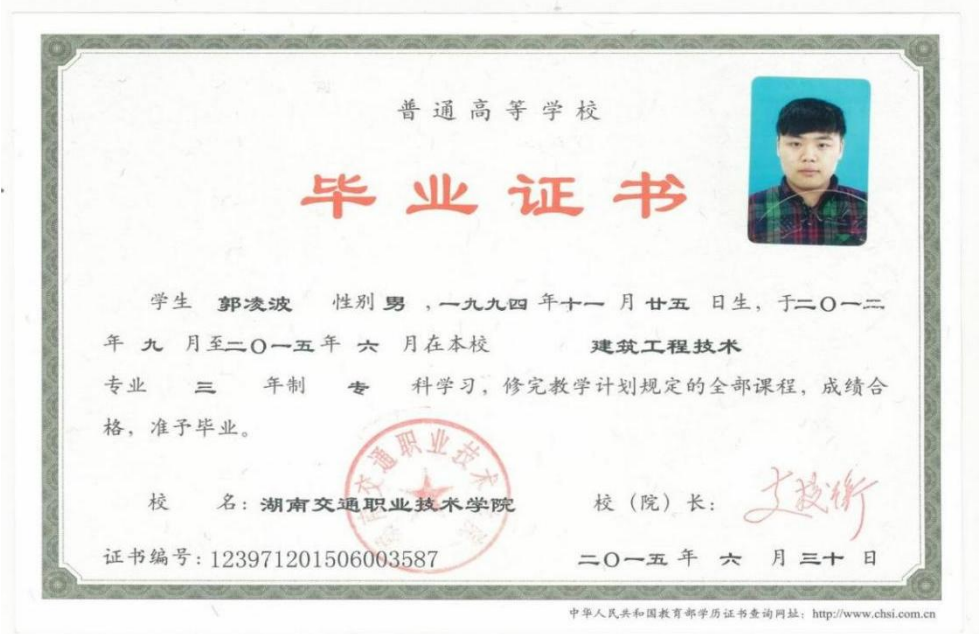 普通高等学校
毕业证书
学生 郭凌波 性别 男 ,一九九四 年十一 月 廿五 日生，于二〇一二
年 九 月至二〇一五年 六 月在本校 建筑工程技术
专业 三 年制 专 科学习，修完教学计划规定的全部课程，成绩合
格，准予毕业。
交通职业技术
校 名：湖南交通职业技术学院 校（院）长：
证书编号：123971201506003587 二〇一五 年 六 月 三十 日
中华人民共和国教育部学历证书查询网址：http://www.chsi.com.cn